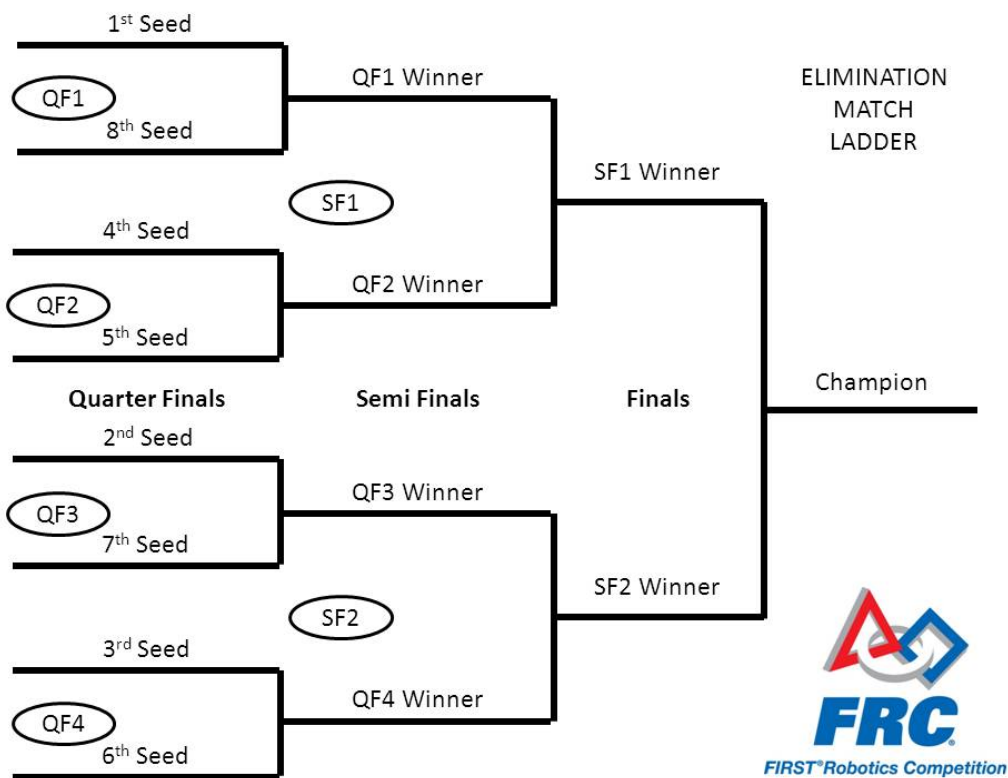 1st Seed
QF1
8th Seed
QF1 Winner
ELIMINATION
MATCH
LADDER
SF1
SF1 Winner
4th Seed
QF2
5th Seed
QF2 Winner
Quarter Finals
Semi Finals
Finals
Champion
2nd Seed
QF3
7th Seed
QF3 Winner
SF2
SF2 Winner
3rd Seed
QF4
6th Seed
QF4 Winner
FRC
FIRST® Robotics Competition